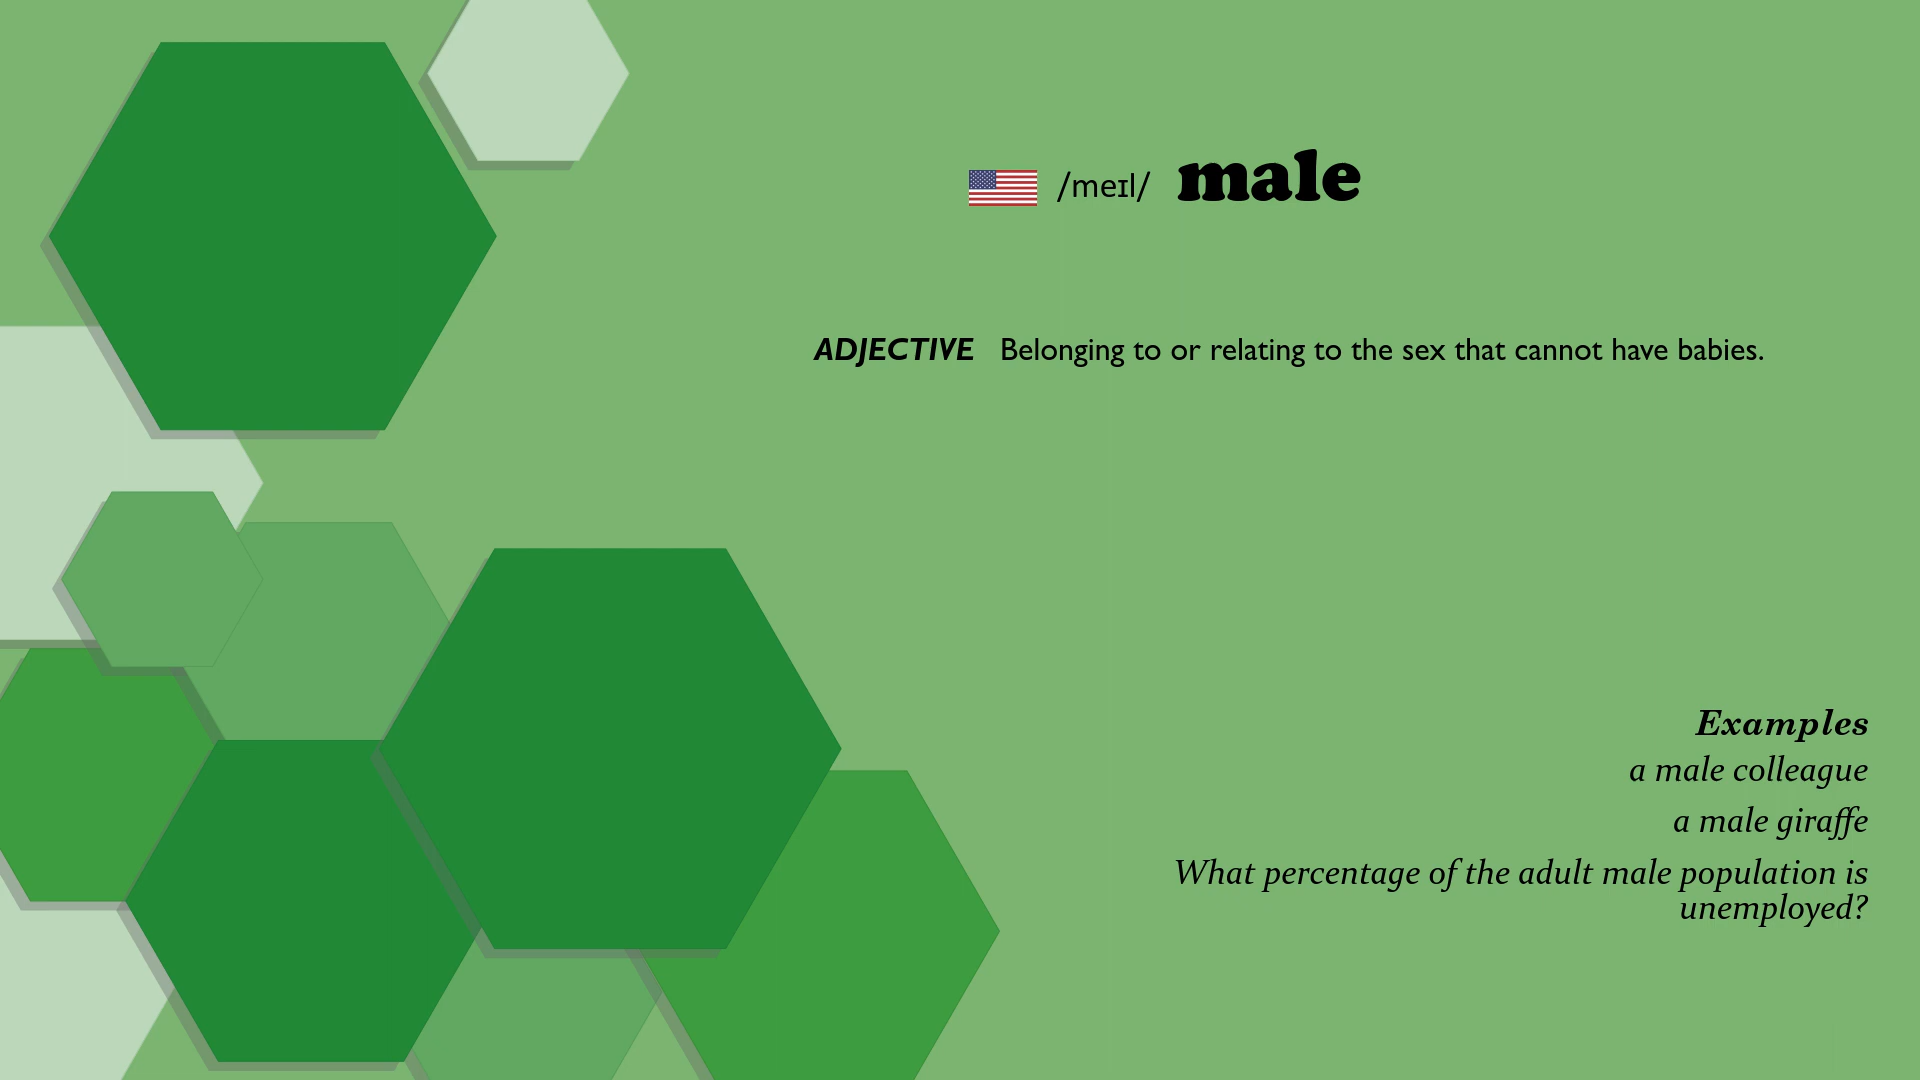 /meɪl/ male
ADJECTIVE Belonging to or relating to the sex that cannot have babies.
Examples
a male colleague
a male giraffe
What percentage of the adult male population is
unemployed?